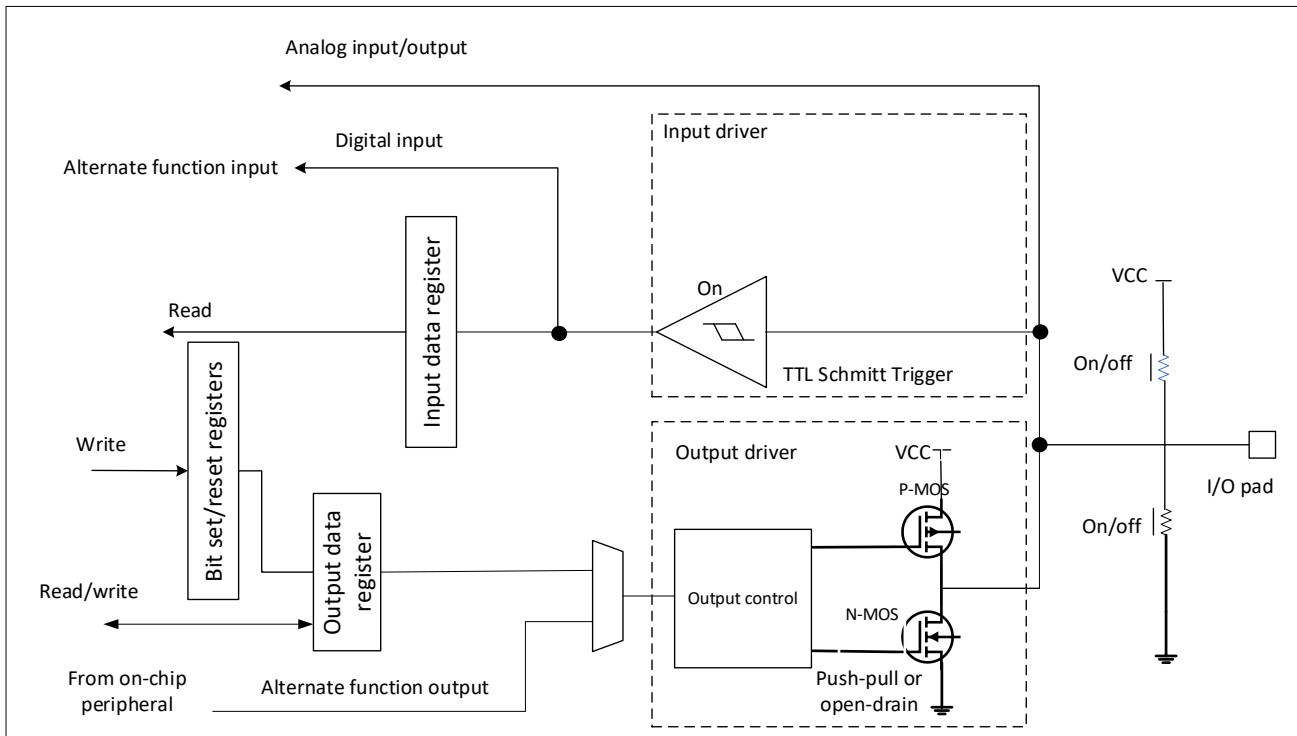 Analog input/output
Input driver
Digital input
Alternate function input
Input data register
On
VCC
Read
TTL Schmitt Trigger
On/off
Bit set/reset registers
Write
Output driver
VCC
P-MOS
I/O pad
On/off
Output data
register
Read/write
Output control
N-MOS
From on-chip
peripheral
Alternate function output
Push-pull or
open-drain